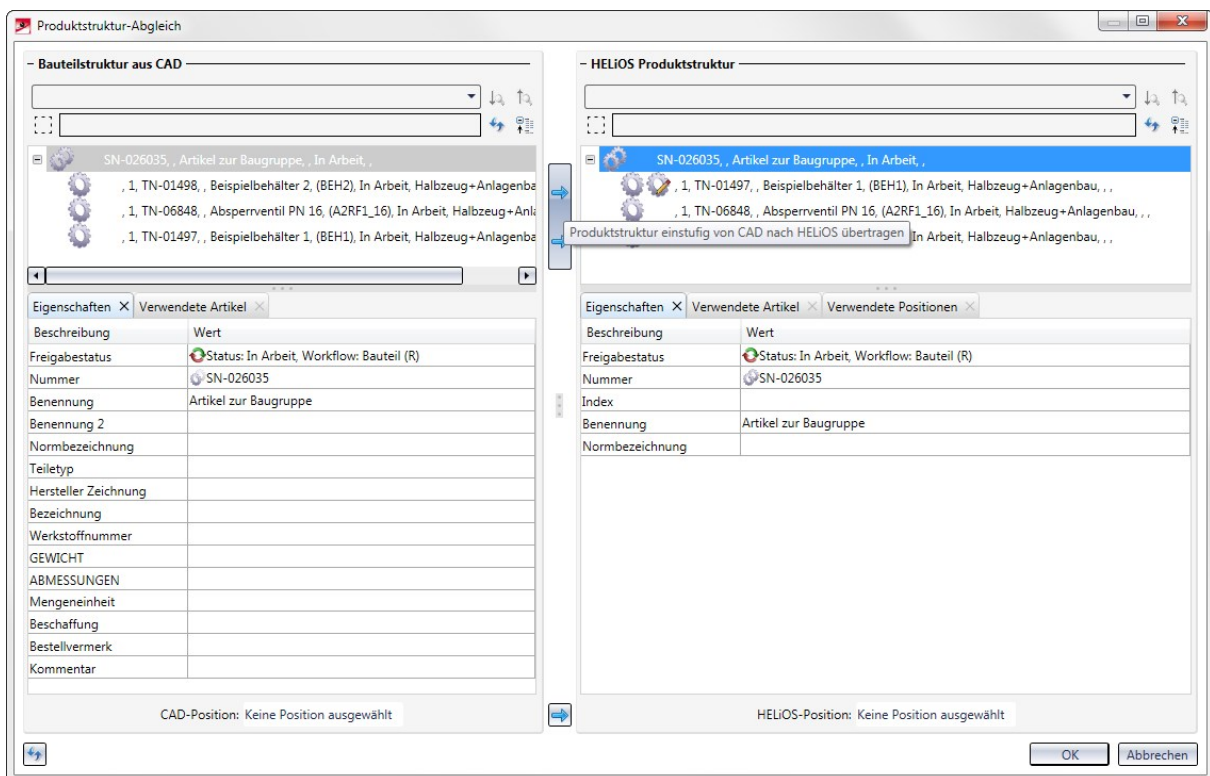 Produktstruktur-Abgleich
– Bauteilstruktur aus CAD
SN-026035, , Artikel zur Baugruppe, , In Arbeit, ,
, 1, TN-01498, , Beispielbehälter 2, (BEH2), In Arbeit, Halbzeug+Anlagenba
, 1, TN-06848, , Absperrventil PN 16, (A2RF1_16), In Arbeit, Halbzeug+Anl
, 1, TN-01497, , Beispielbehälter 1, (BEH1), In Arbeit, Halbzeug+Anlagenba
Eigenschaften X Verwendete Artikel X
Beschreibung Wert
Freigabestatus Status: In Arbeit, Workflow: Bauteil (R)
Nummer SN-026035
Benennung Artikel zur Baugruppe
Benennung 2
Normbezeichnung
Teiletyp
Hersteller Zeichnung
Bezeichnung
Werkstoffnummer
GEWICHT
ABMESSUNGEN
Mengeneinheit
Beschaffung
Bestellvermerk
Kommentar
CAD-Position: Keine Position ausgewählt
– HELiOS Produktstruktur
SN-026035, , Artikel zur Baugruppe, , In Arbeit, ,
, 1, TN-01497, , Beispielbehälter 1, (BEH1), In Arbeit, Halbzeug+Anlagenbau, , ,
, 1, TN-06848, , Absperrventil PN 16, (A2RF1_16), In Arbeit, Halbzeug+Anlagenbau, , ,
In Arbeit, Halbzeug+Anlagenbau, , ,
Produktstruktur einstufig von CAD nach HELiOS übertragen
Eigenschaften X Verwendete Artikel X Verwendete Positionen X
Beschreibung Wert
Freigabestatus Status: In Arbeit, Workflow: Bauteil (R)
Nummer SN-026035
Index
Benennung Artikel zur Baugruppe
Normbezeichnung
HELiOS-Position: Keine Position ausgewählt
OK Abbrechen